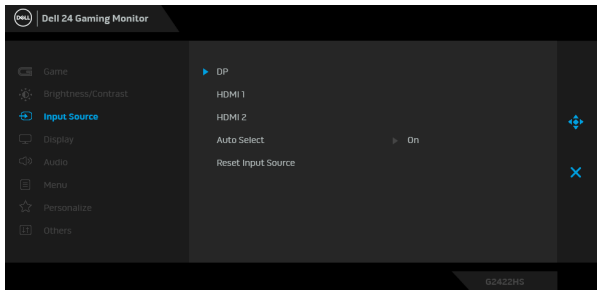 DELL Dell 24 Gaming Monitor
Game
Brightness/Contrast
Input Source
Display
Audio
Menu
Personalize
Others
DP
HDMI 1
HDMI 2
Auto Select On
Reset Input Source
G2422HS